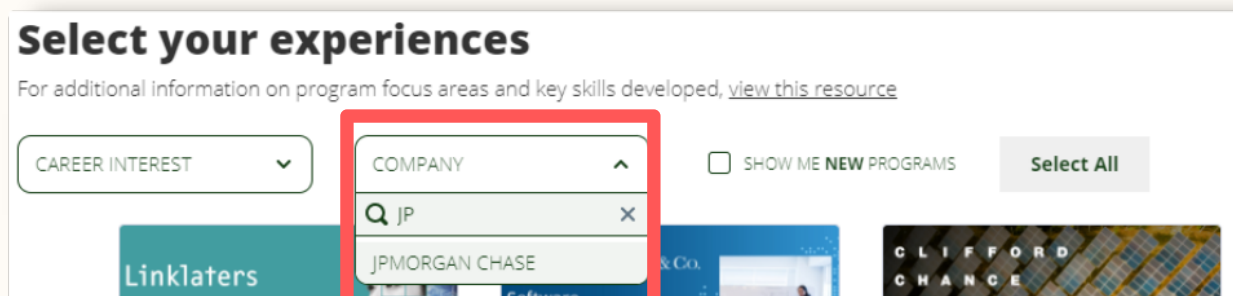 Select your experiences
For additional information on program focus areas and key skills developed, view this resource
CAREER INTEREST
COMPANY
SHOW ME NEW PROGRAMS
Select All
JP
JPMORGAN CHASE
Linklaters
& Co.
Software
CLIFFORD
CHANCE